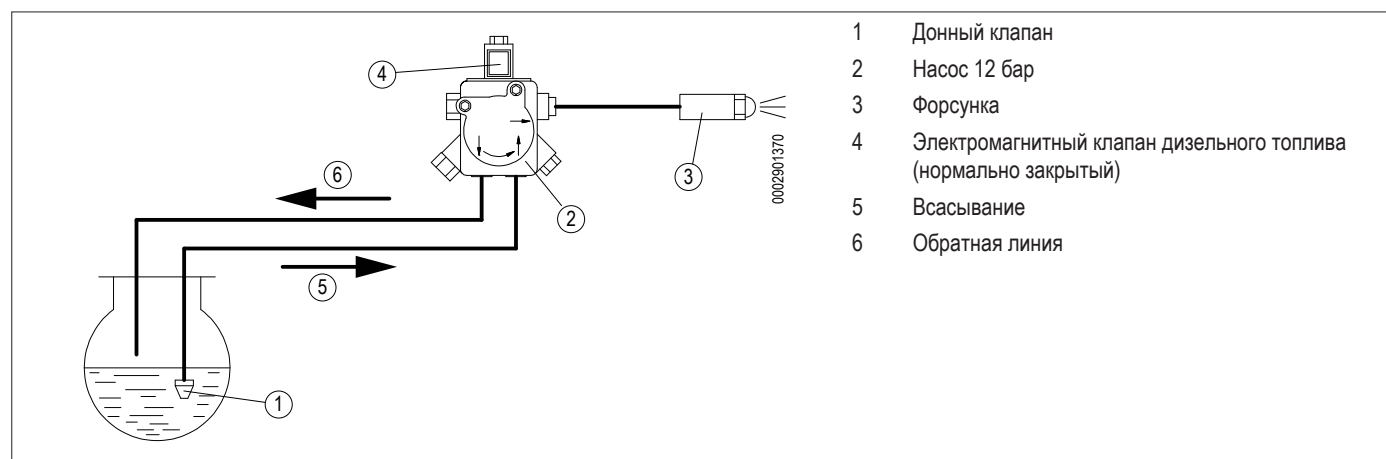 4
3
0002901370
2
6
5
1
1 Донный клапан
2 Насос 12 бар
3 Форсунка
4 Электромагнитный клапан дизельного топлива
(нормально закрытый)
5 Всасывание
6 Обратная линия